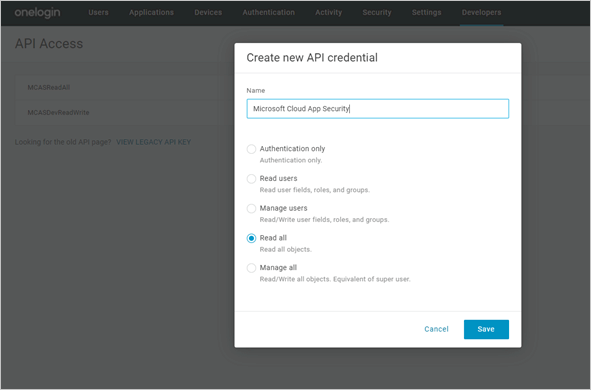 onelogin Users Applications Devices Authentication Activity Security Settings Developers
API Access
MCASReadAll
MCASDevReadWrite
Looking for the old API page? VIEW LEGACY API KEY
Create new API credential
Name
Microsoft Cloud App Security
Authentication only
Authentication only.
Read users
Read user fields, roles, and groups.
Manage users
Read/Write user fields, roles, and groups.
Read all
Read all objects.
Manage all
Read/Write all objects. Equivalent of super user.
Cancel Save